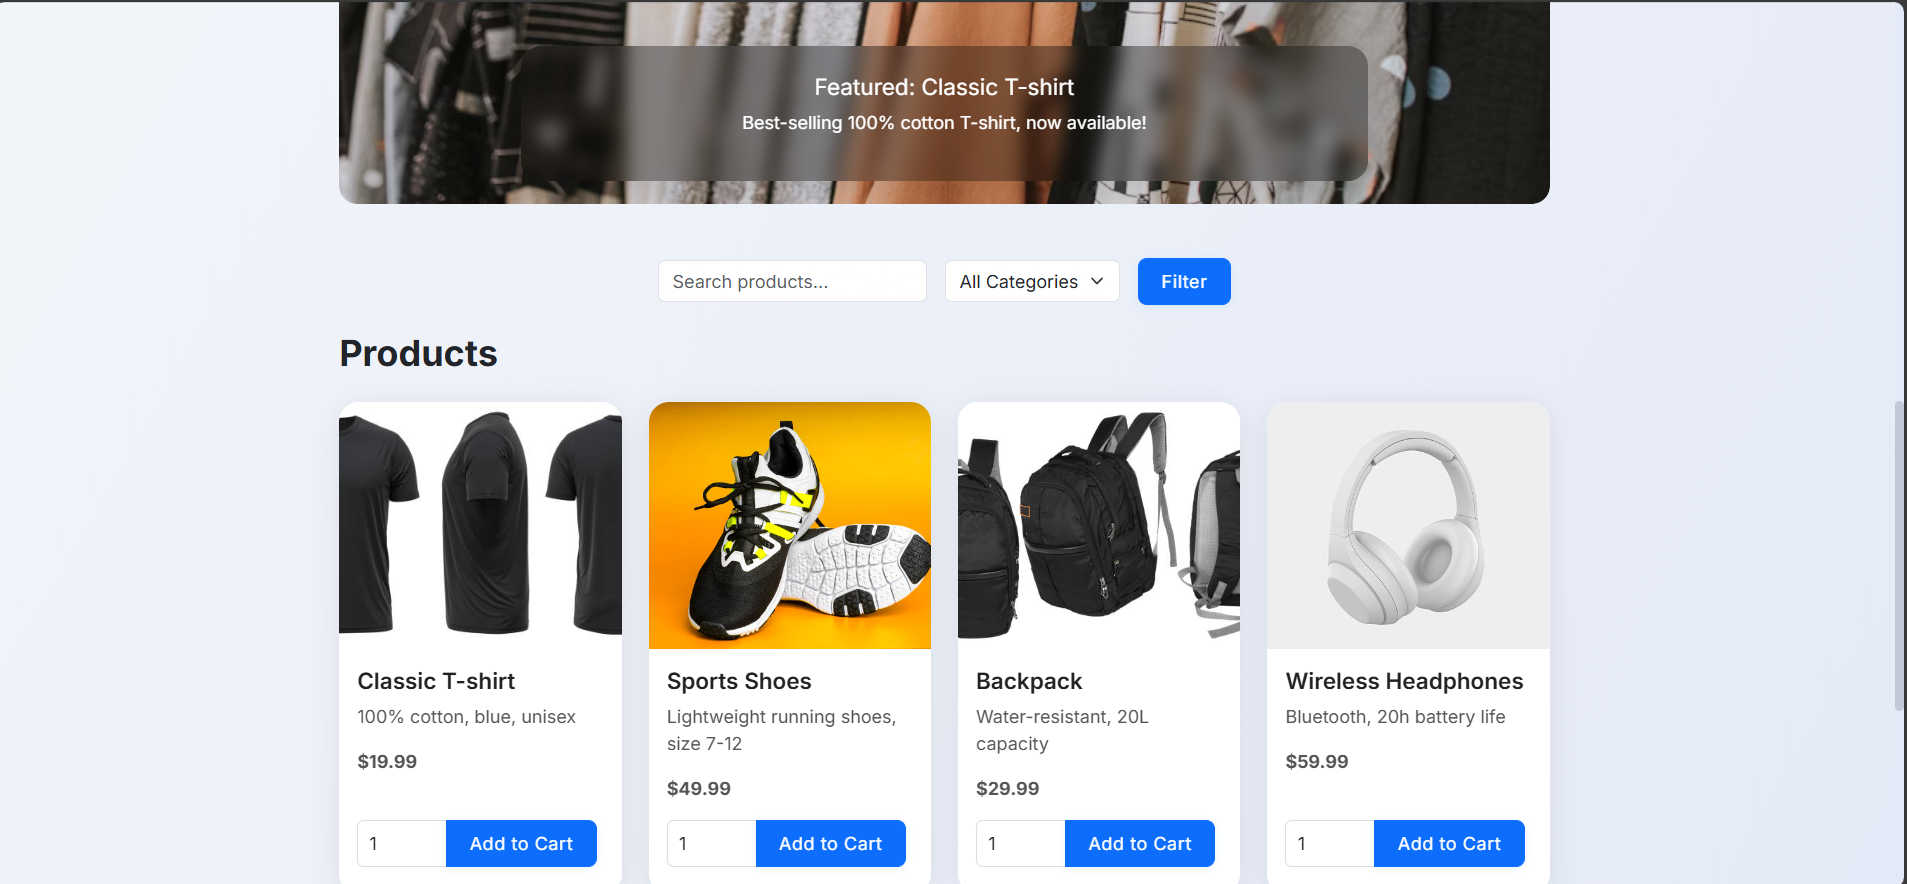 Featured: Classic T-shirt
Best-selling 100% cotton T-shirt, now available!
Search products...
All Categories
Filter
Products
Classic T-shirt
100% cotton, blue, unisex
$19.99
1
Add to Cart
Sports Shoes
Lightweight running shoes,
size 7-12
$49.99
1
Add to Cart
Backpack
Water-resistant, 20L
capacity
$29.99
1
Add to Cart
Wireless Headphones
Bluetooth, 20h battery life
$59.99
1
Add to Cart